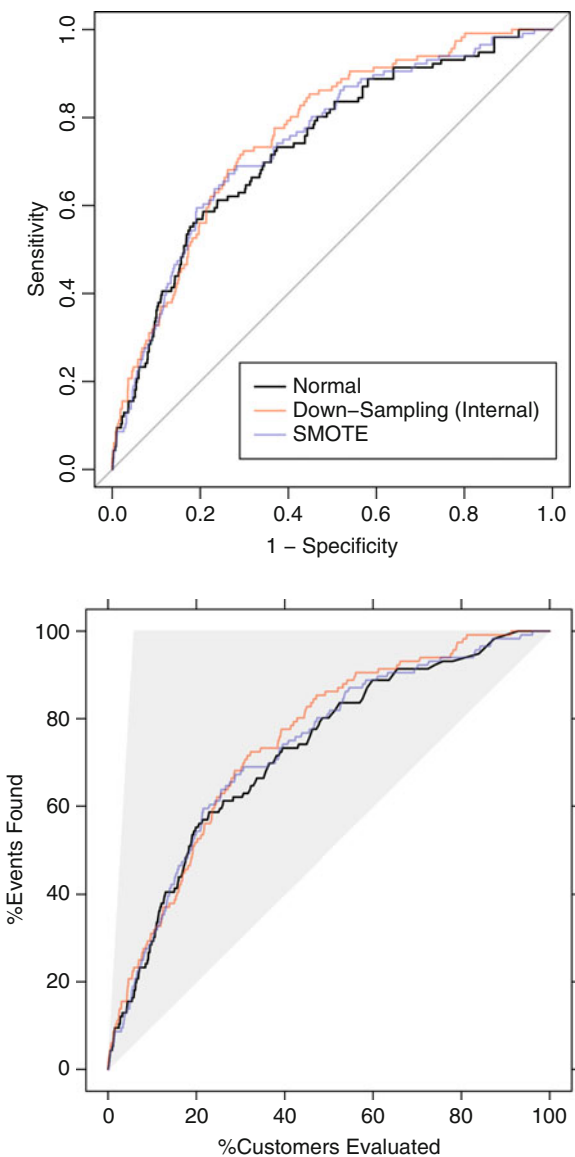 1.0
0.8
0.6
0.4
0.2
0.0
Sensitivity
Normal
Down−Sampling (Internal)
SMOTE
0.0 0.2 0.4 0.6 0.8 1.0
1 − Specificity
100
80
60
40
20
0
%Events Found
0 20 40 60 80 100
%Customers Evaluated